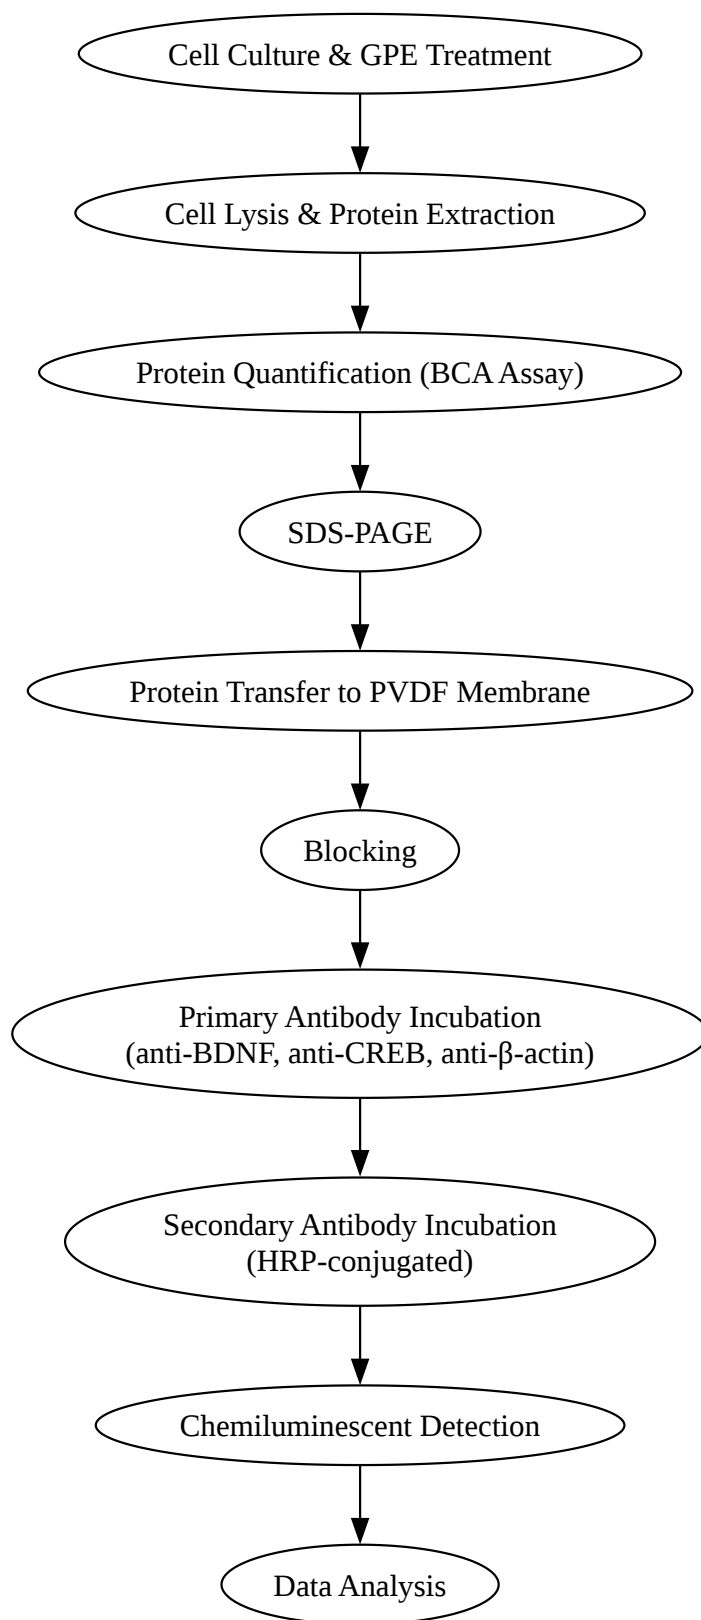 Cell Culture & GPE Treatment
Cell Lysis & Protein Extraction
Protein Quantification (BCA Assay)
SDS-PAGE
Protein Transfer to PVDF Membrane
Blocking
Primary Antibody Incubation
(anti-BDNF, anti-CREB, anti-β-actin)
Secondary Antibody Incubation
(HRP-conjugated)
Chemiluminescent Detection
Data Analysis